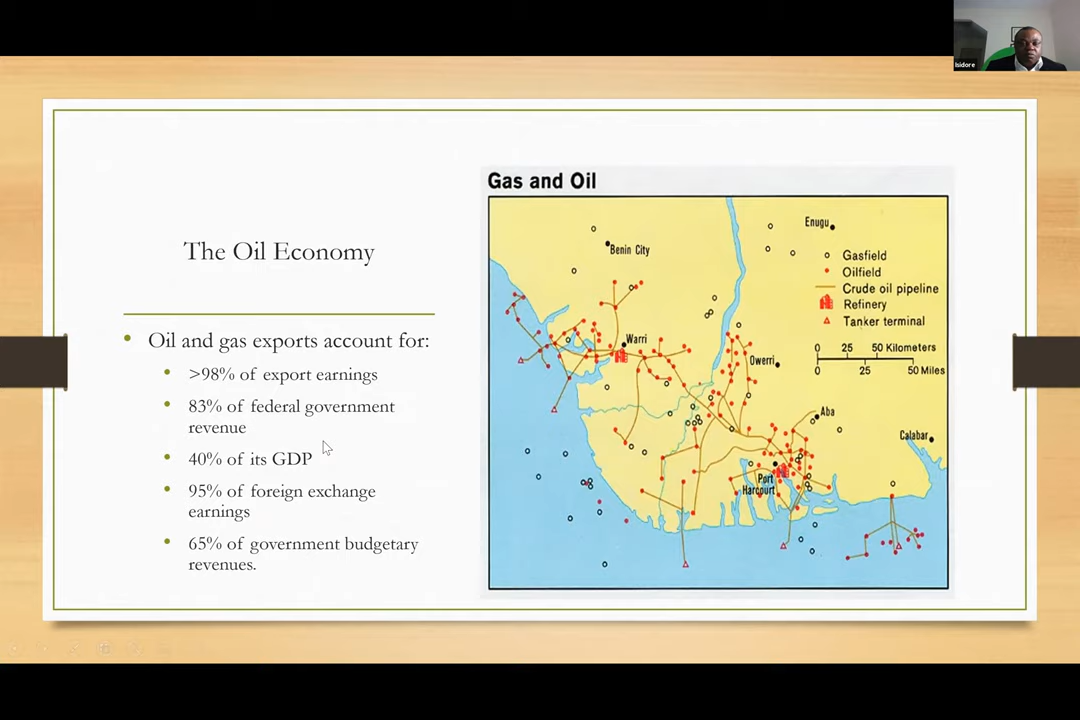 Isidore
The Oil Economy
• Oil and gas exports account for:
• >98% of export earnings
• 83% of federal government
revenue
• 40% of its GDP
• 95% of foreign exchange
earnings
• 65% of government budgetary
revenues.
Gas and Oil
Enugu
Benin City
Gasfield
Oilfield
Crude oil pipeline
Refinery
Tanker terminal
0 25 50 Kilometers
0 25 50 Miles
Warri
Owerri
Aba
Calabar
Port
Harcourt